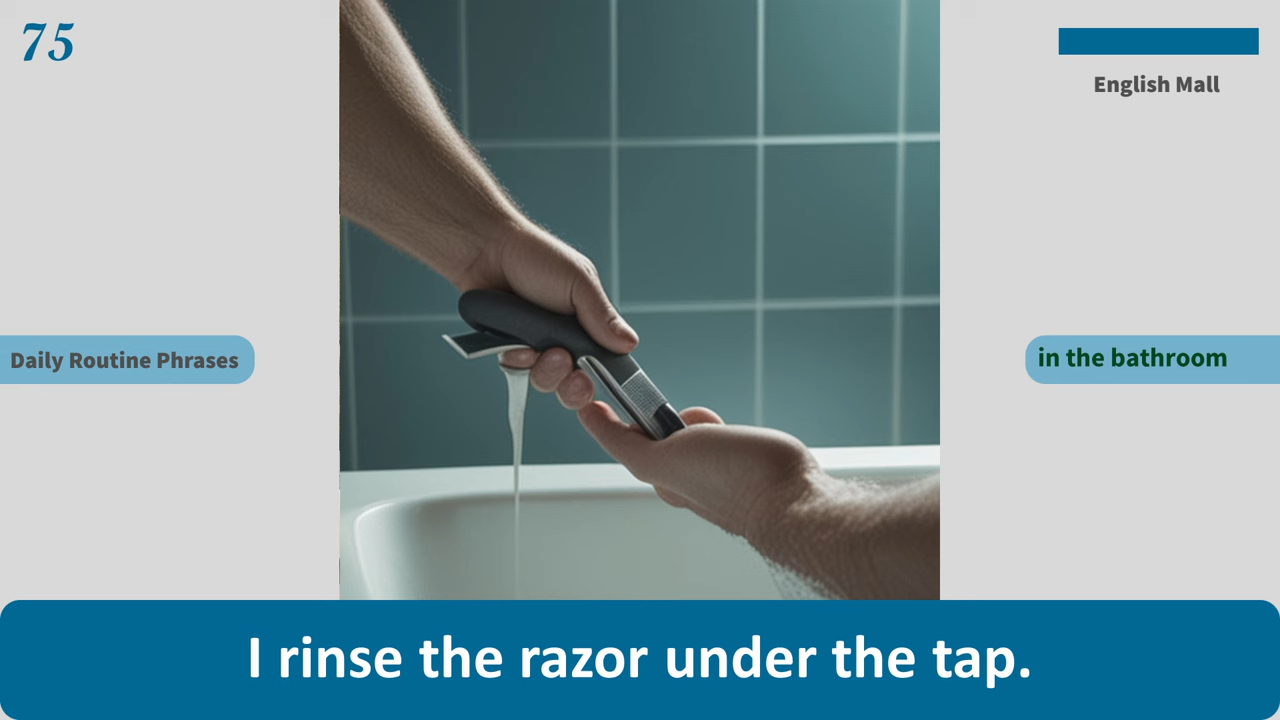 75
English Mall
Daily Routine Phrases
in the bathroom
I rinse the razor under the tap.